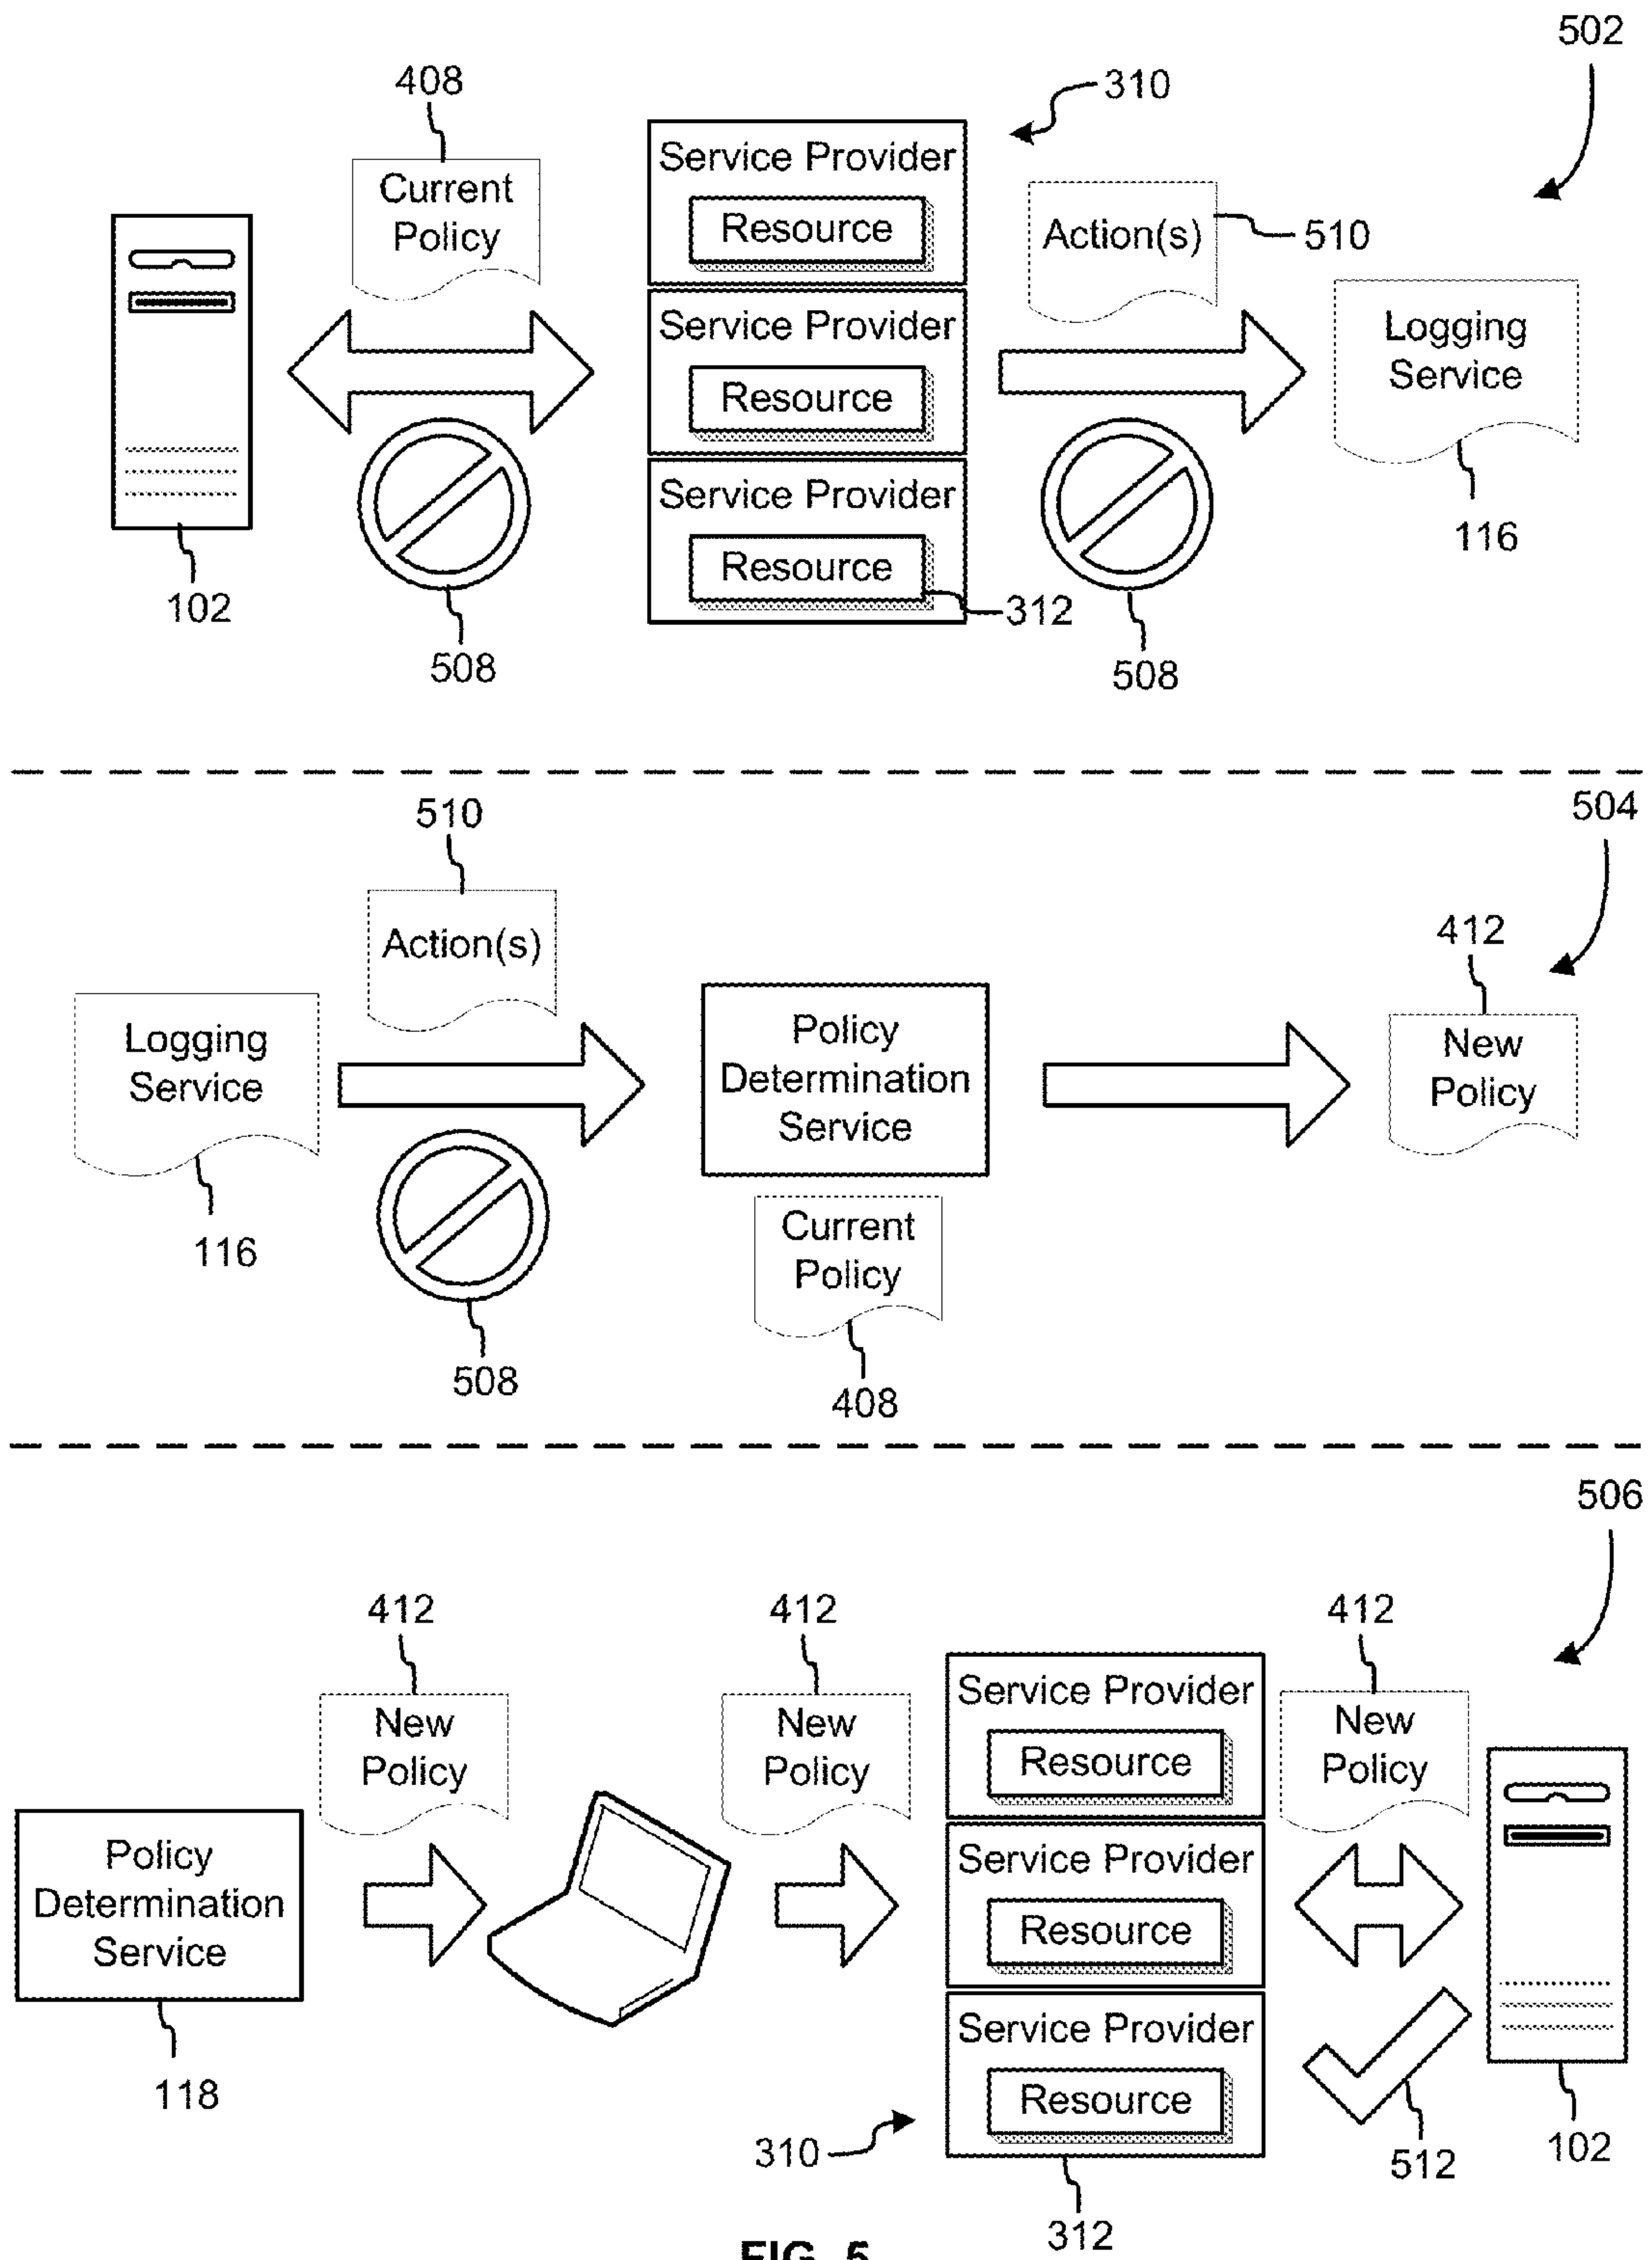 502
408
310
Current
Policy
Service Provider
Resource
Action(s)
510
Service Provider
Resource
Logging
Service
Service Provider
Resource
102
508
312
508
116
510
504
Action(s)
412
Logging
Service
Policy
Determination
Service
New
Policy
116
Current
Policy
508
408
506
412
412
412
New
Policy
New
Policy
Service Provider
Resource
New
Policy
Policy
Determination
Service
Service Provider
Resource
Service Provider
Resource
118
310
312
512
102
FIG. 5